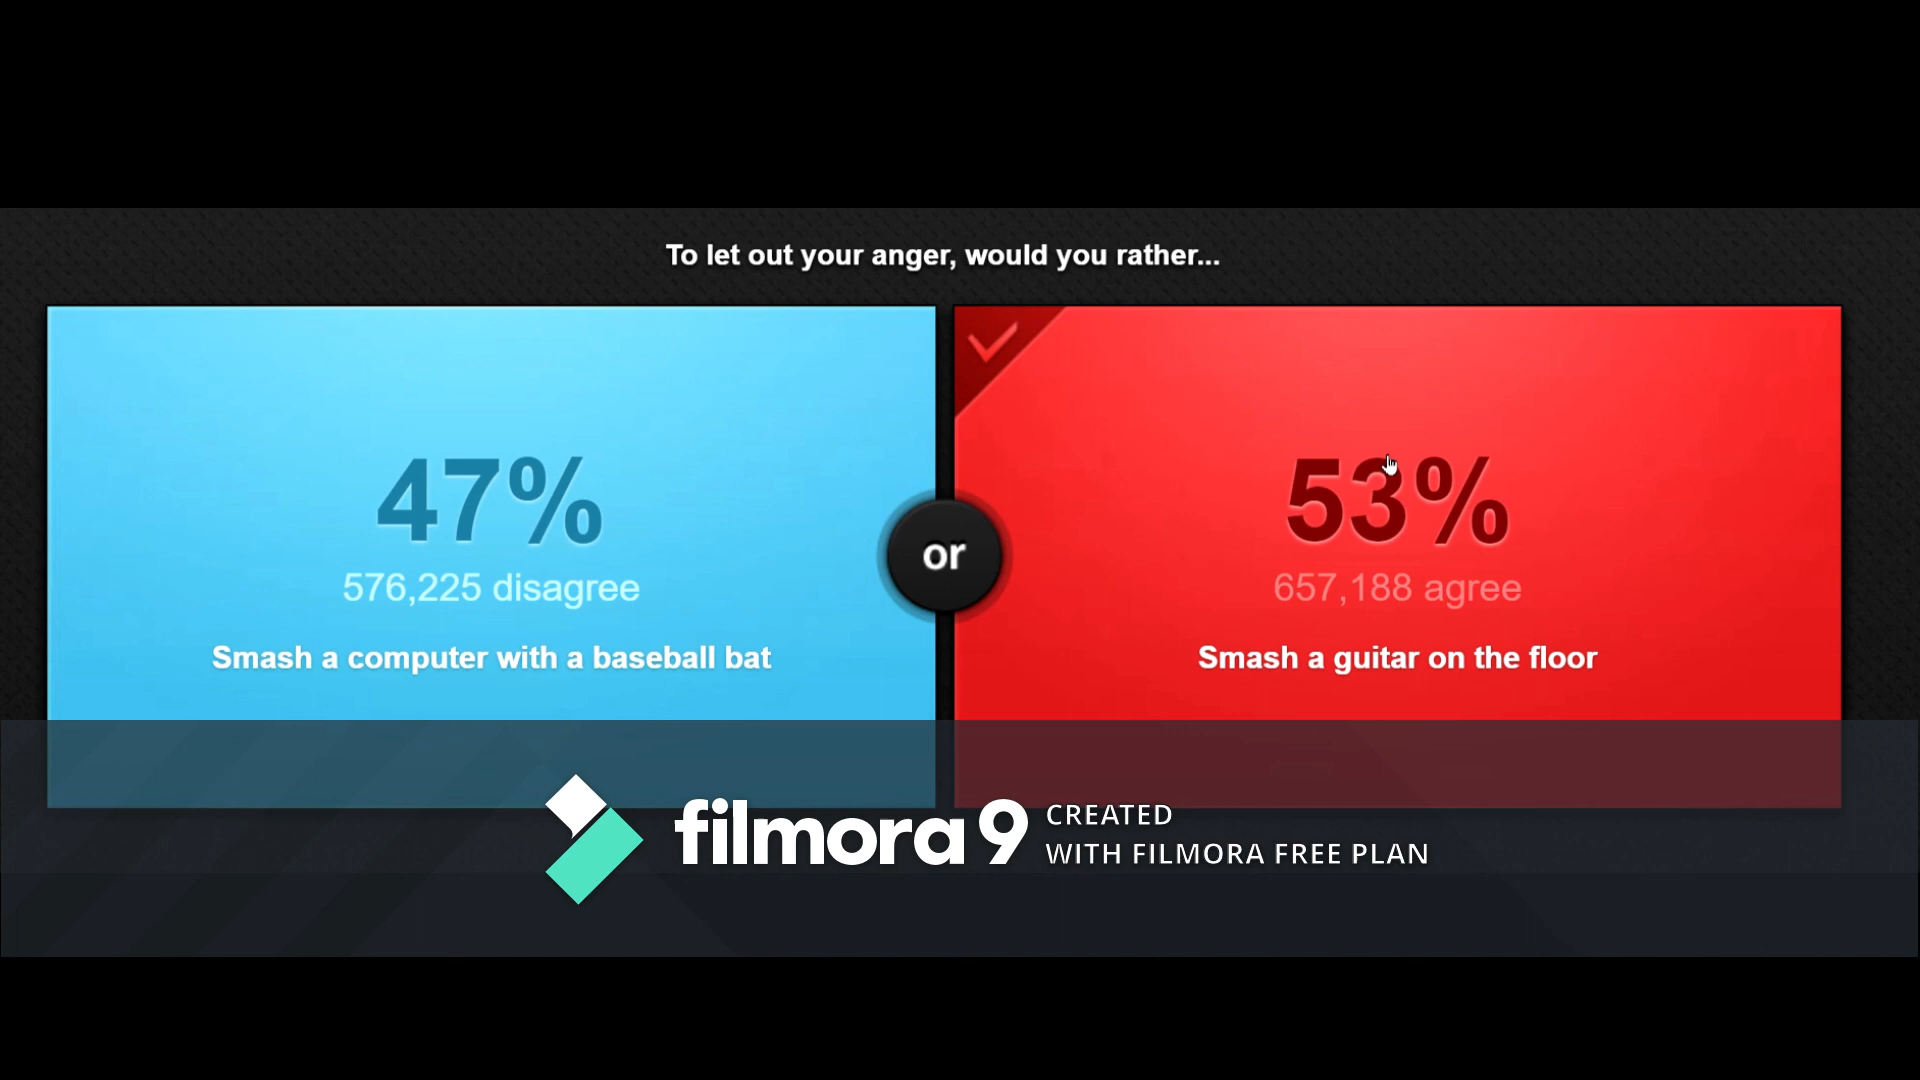 To let out your anger, would you rather...
47%
576,225 disagree
Smash a computer with a baseball bat
or
53%
657,188 agree
Smash a guitar on the floor
filmora9
CREATED
WITH FILMORA FREE PLAN